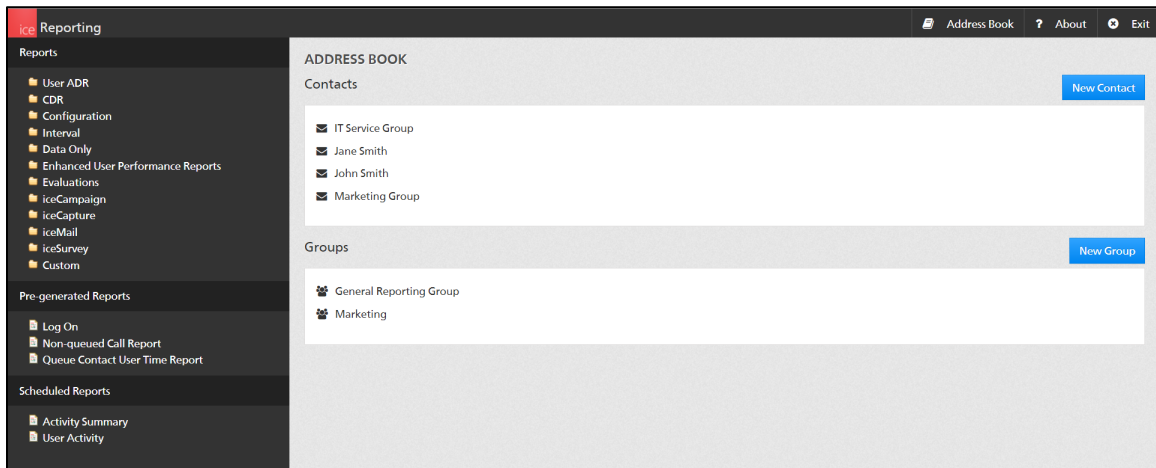 ice Reporting
Address Book
? About
Exit
Reports
User ADR
CDR
Configuration
Interval
Data Only
Enhanced User Performance Reports
Evaluations
iceCampaign
iceCapture
iceMail
iceSurvey
Custom
Pre-generated Reports
Log On
Non-queued Call Report
Queue Contact User Time Report
Scheduled Reports
Activity Summary
User Activity
ADDRESS BOOK
Contacts
New Contact
IT Service Group
Jane Smith
John Smith
Marketing Group
Groups
New Group
General Reporting Group
Marketing